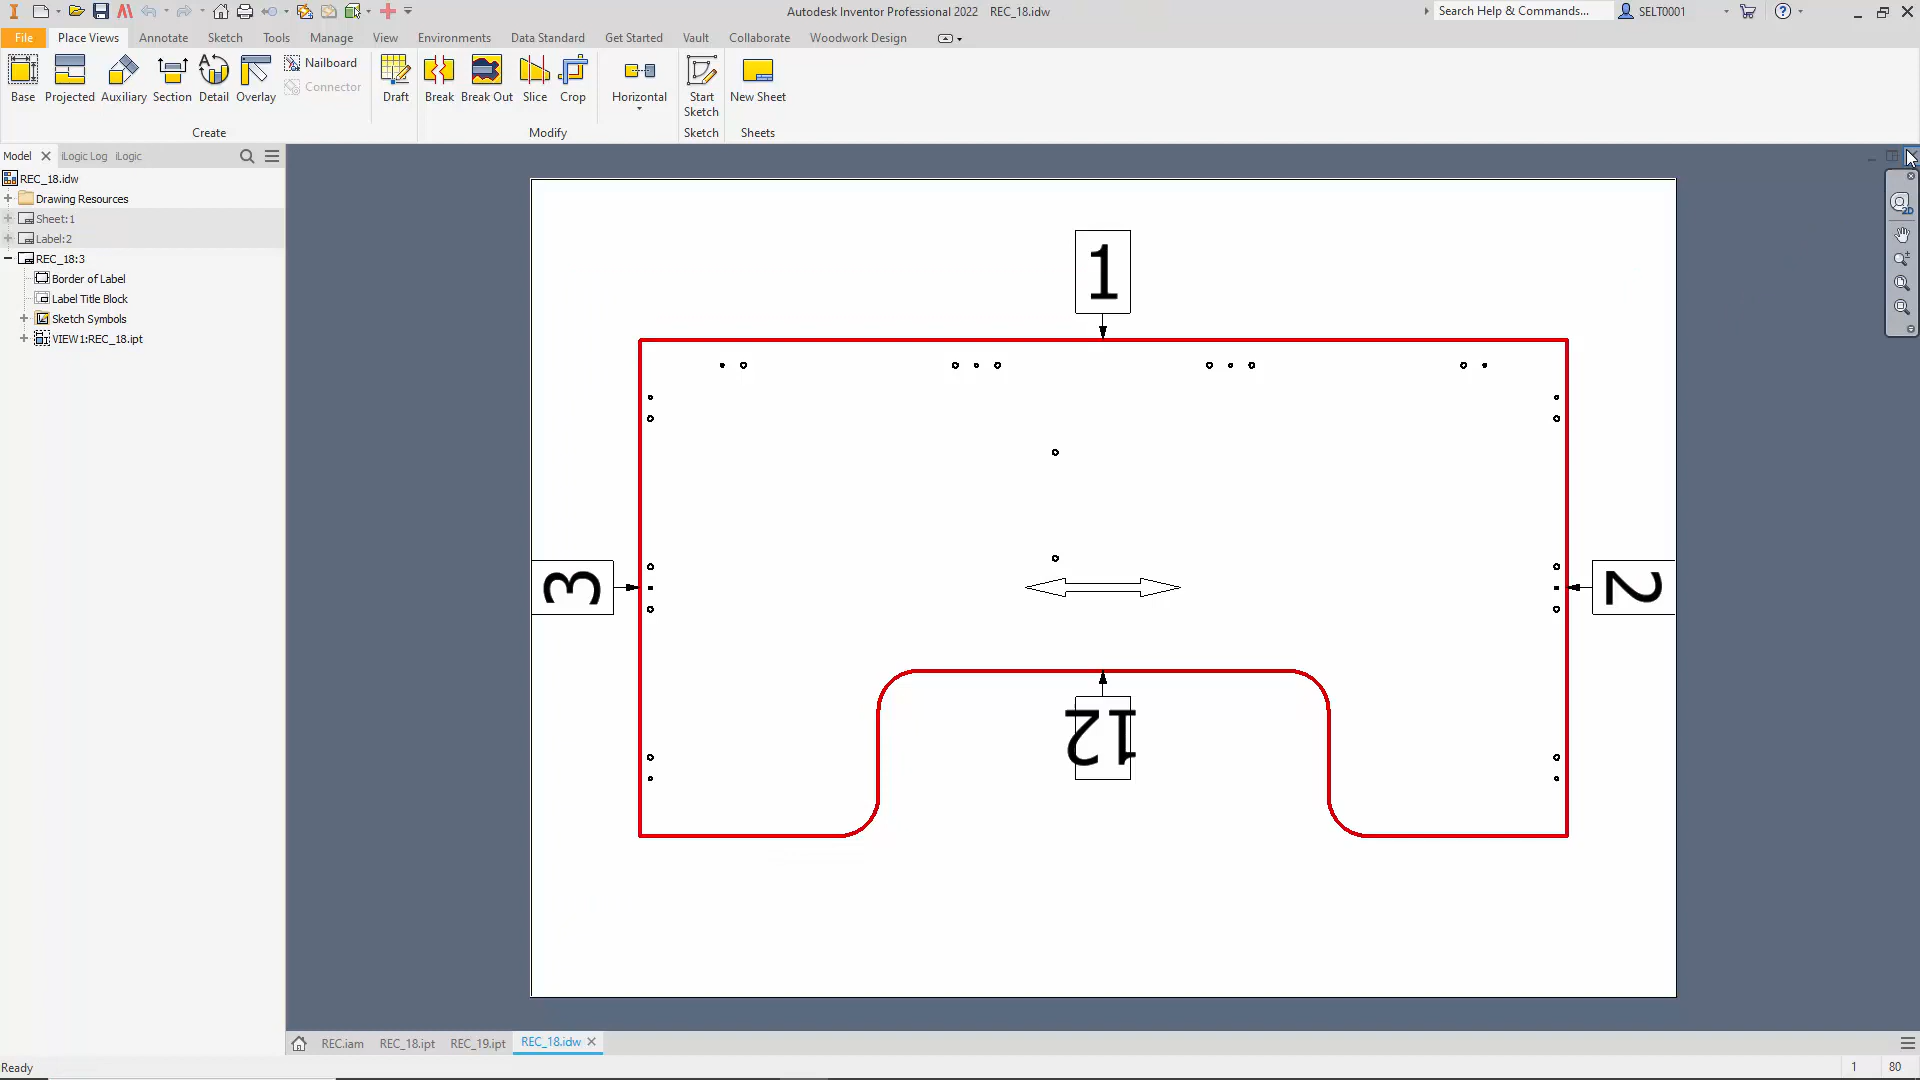 Autodesk Inventor Professional 2022 REC_18.idw
Search Help & Commands...
SELT0001
File Place Views Annotate Sketch Tools Manage View Environments Data Standard Get Started Vault Collaborate Woodwork Design
Base Projected Auxiliary Section Detail Overlay Nailboard Connector Draft Break Break Out Slice Crop Horizontal Start Sketch New Sheet
Create Modify Sketch Sheets
Model iLogic Log iLogic
REC_18.idw
Drawing Resources
Sheet:1
Label:2
REC_18:3
Border of Label
Label Title Block
Sketch Symbols
VIEW1:REC_18.ipt
2D
1
3
2
12
REC.iam REC_18.ipt REC_19.ipt REC_18.idw
Ready
1 80